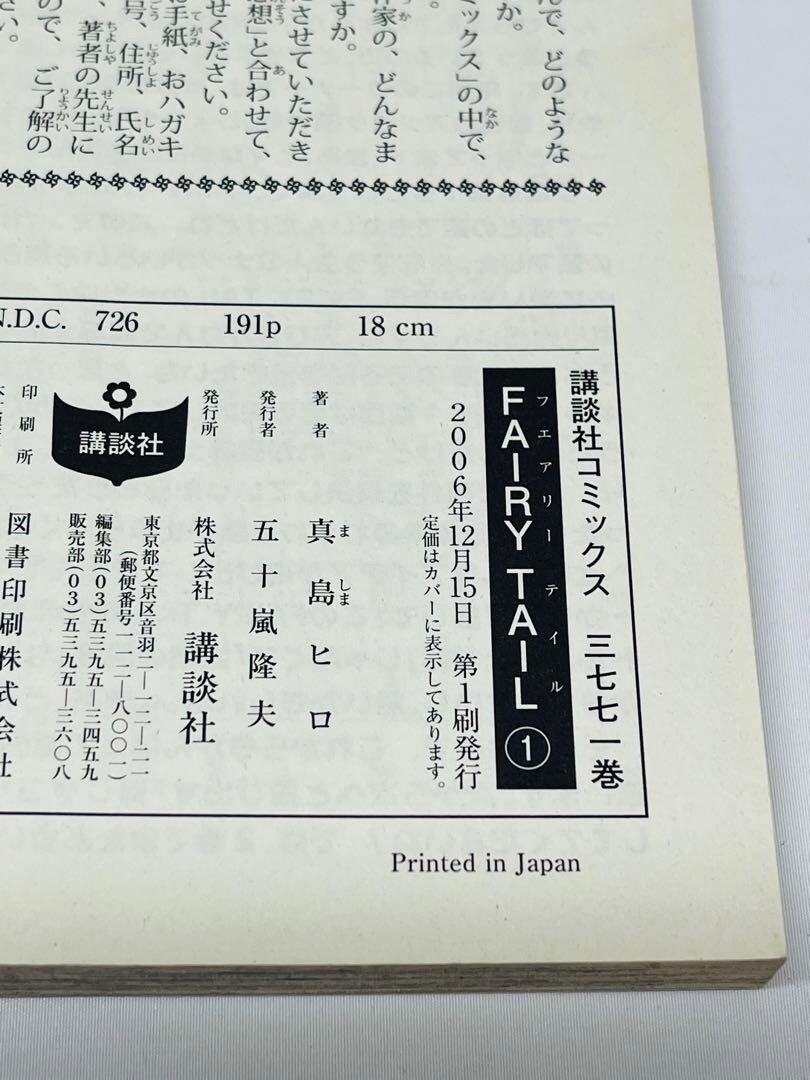 んで、どのような
か。
ミックス」の中で、
家の、どんなま
すか。
させていただき
想」と合わせて、
せください。
手紙、おハガキ
号、住所、氏名
、著者の先生に
ので、ご了解の
さい。
N.D.C. 726 191p 18 cm
講談社コミックス 三七七一巻
フェアリーテイル
FAIRY TAIL ①
2006年12月15日 第1刷発行
定価はカバーに表示してあります。
著者 真島ヒロ
ましま
発行者 五十嵐隆夫
発行所 株式会社 講談社
東京都文京区音羽二—一二—二一
(郵便番号一一二—八〇〇一)
編集部(03)五三九五—三四五九
販売部(03)五三九五—三六〇八
講談社
印刷所 図書印刷株式会社
Printed in Japan